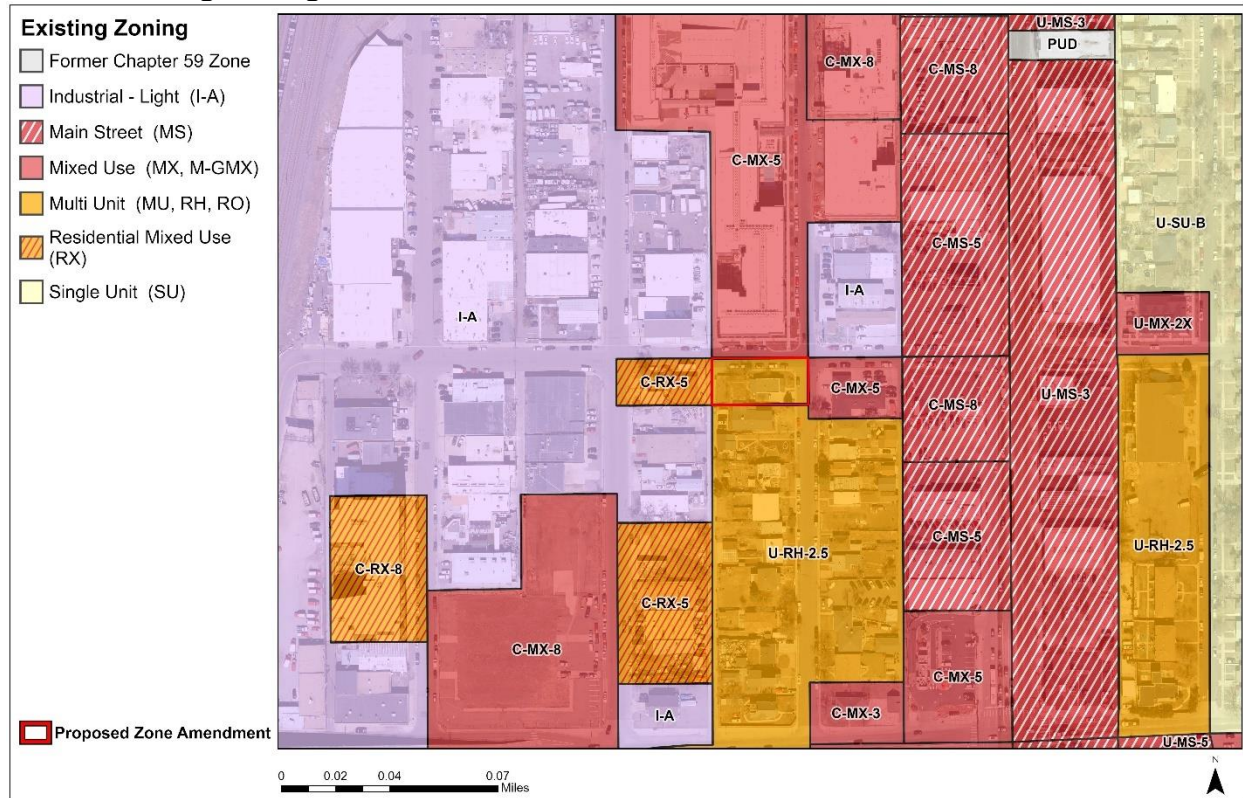 Existing Zoning
Former Chapter 59 Zone
Industrial - Light (I-A)
Main Street (MS)
Mixed Use (MX, M-GMX)
Multi Unit (MU, RH, RO)
Residential Mixed Use
(RX)
Single Unit (SU)
Proposed Zone Amendment
U-MS-3
PUD
C-MX-8
C-MS-8
C-MX-5
U-SU-B
C-MS-5
I-A
I-A
U-MX-2X
C-RX-5
C-MX-5
C-MS-8
U-MS-3
C-MS-5
U-RH-2.5
U-RH-2.5
C-RX-8
C-RX-5
C-MX-8
C-MX-5
C-MX-3
I-A
U-MS-5
0 0.02 0.04 0.07
Miles
N